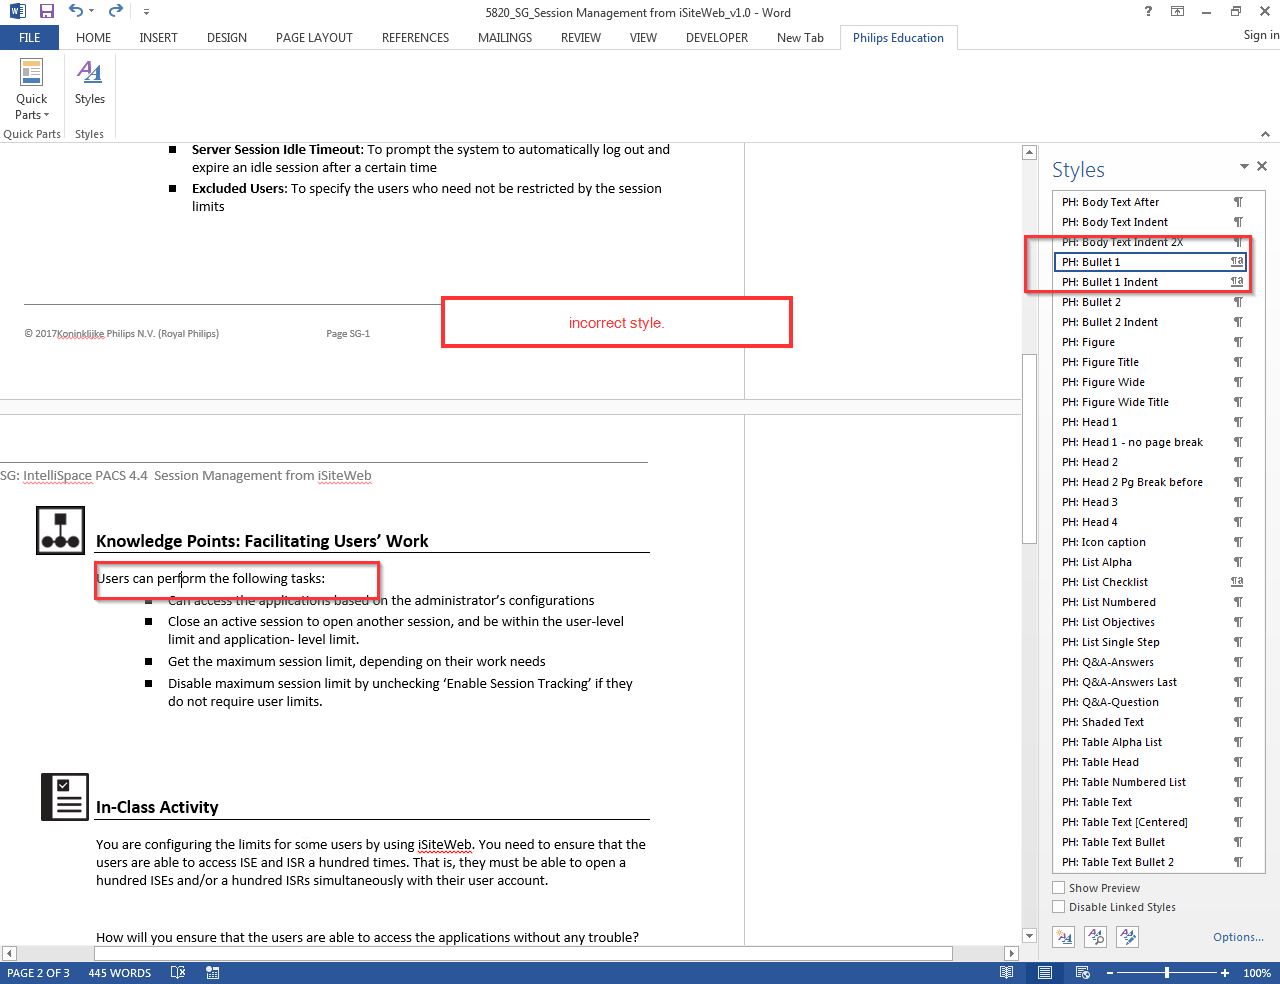 5820_SG_Session Management from iSiteWeb_v1.0 - Word
?
FILE HOME INSERT DESIGN PAGE LAYOUT REFERENCES MAILINGS REVIEW VIEW DEVELOPER New Tab Philips Education
Sign in
Quick Parts
Styles
Quick Parts
Styles
Server Session Idle Timeout: To prompt the system to automatically log out and
expire an idle session after a certain time
Excluded Users: To specify the users who need not be restricted by the session
limits
incorrect style.
© 2017Koninklijke Philips N.V. (Royal Philips)
Page SG-1
SG: IntelliSpace PACS 4.4  Session Management from iSiteWeb
Knowledge Points: Facilitating Users’ Work
Users can perform the following tasks:
Can access the applications based on the administrator’s configurations
Close an active session to open another session, and be within the user-level
limit and application- level limit.
Get the maximum session limit, depending on their work needs
Disable maximum session limit by unchecking ‘Enable Session Tracking’ if they
do not require user limits.
In-Class Activity
You are configuring the limits for some users by using iSiteWeb. You need to ensure that the
users are able to access ISE and ISR a hundred times. That is, they must be able to open a
hundred ISEs and/or a hundred ISRs simultaneously with their user account.
How will you ensure that the users are able to access the applications without any trouble?
Styles
PH: Body Text After ¶
PH: Body Text Indent ¶
PH: Body Text Indent 2X ¶
PH: Bullet 1 ¶a
PH: Bullet 1 Indent ¶a
PH: Bullet 2 ¶
PH: Bullet 2 Indent ¶
PH: Figure ¶
PH: Figure Title ¶
PH: Figure Wide ¶
PH: Figure Wide Title ¶
PH: Head 1 ¶
PH: Head 1 - no page break ¶
PH: Head 2 ¶
PH: Head 2 Pg Break before ¶
PH: Head 3 ¶
PH: Head 4 ¶
PH: Icon caption ¶
PH: List Alpha ¶
PH: List Checklist ¶a
PH: List Numbered ¶
PH: List Objectives ¶
PH: List Single Step ¶
PH: Q&A-Answers ¶
PH: Q&A-Answers Last ¶
PH: Q&A-Question ¶
PH: Shaded Text ¶
PH: Table Alpha List ¶
PH: Table Head ¶
PH: Table Numbered List ¶
PH: Table Text ¶
PH: Table Text [Centered] ¶
PH: Table Text Bullet ¶
PH: Table Text Bullet 2 ¶
Show Preview
Disable Linked Styles
Options...
PAGE 2 OF 3 445 WORDS
100%